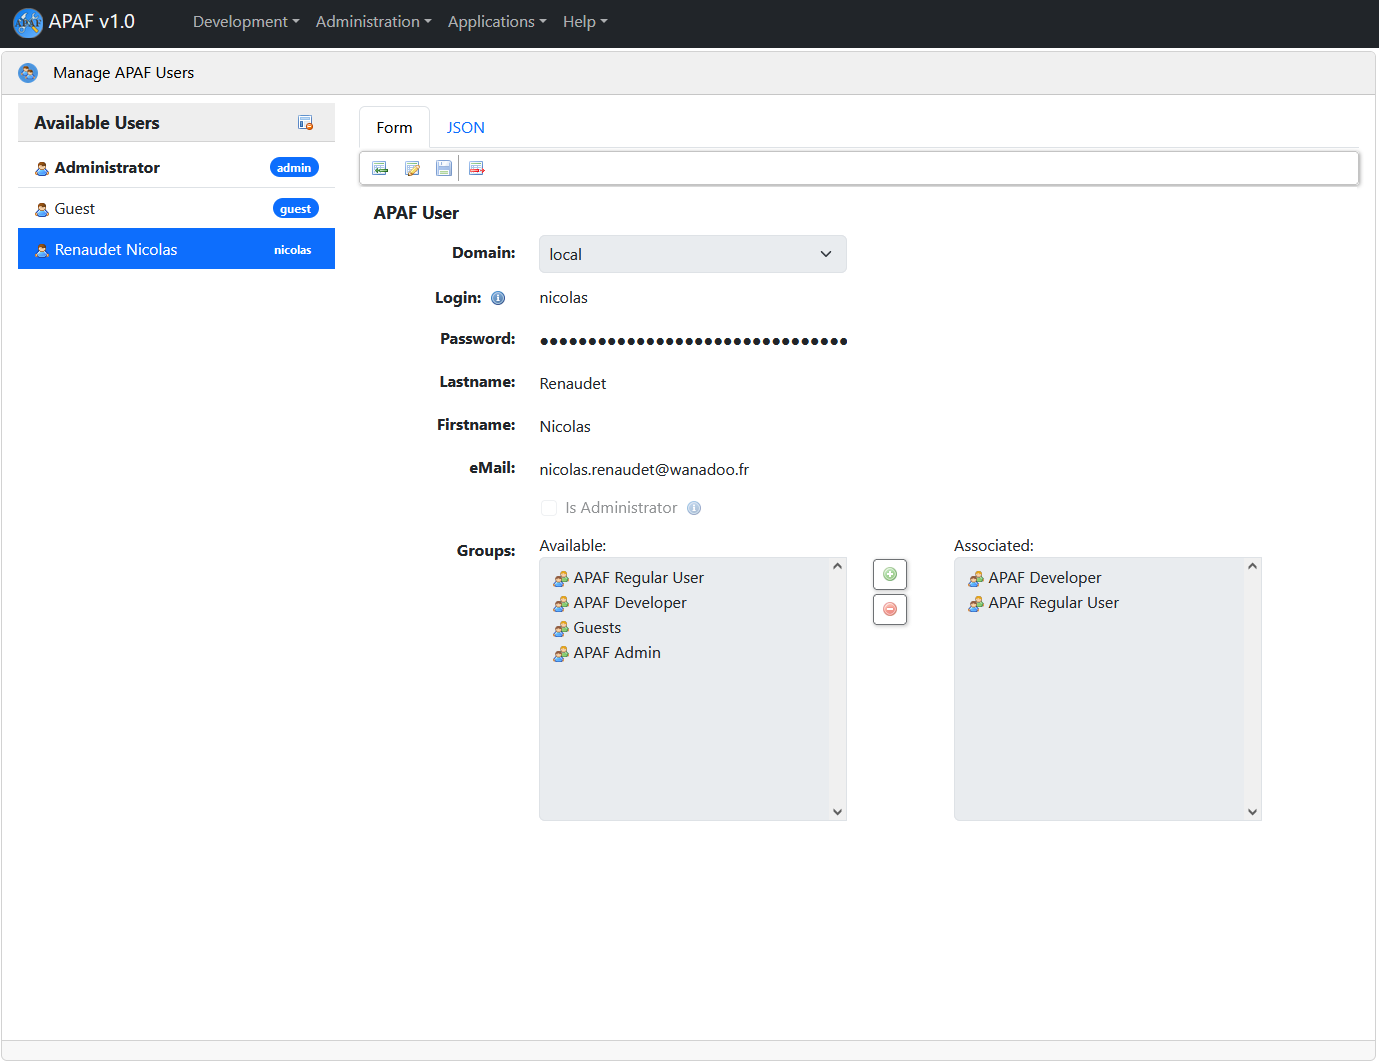 APAF v1.0 Development Administration Applications Help
Manage APAF Users
Available Users
Administrator admin
Guest guest
Renaudet Nicolas nicolas
Form JSON
APAF User
Domain: local
Login: nicolas
Password: ●●●●●●●●●●●●●●●●●●●●●●●●●●●●●●●●
Lastname: Renaudet
Firstname: Nicolas
eMail: nicolas.renaudet@wanadoo.fr
Is Administrator
Groups:
Available:
APAF Regular User
APAF Developer
Guests
APAF Admin
Associated:
APAF Developer
APAF Regular User